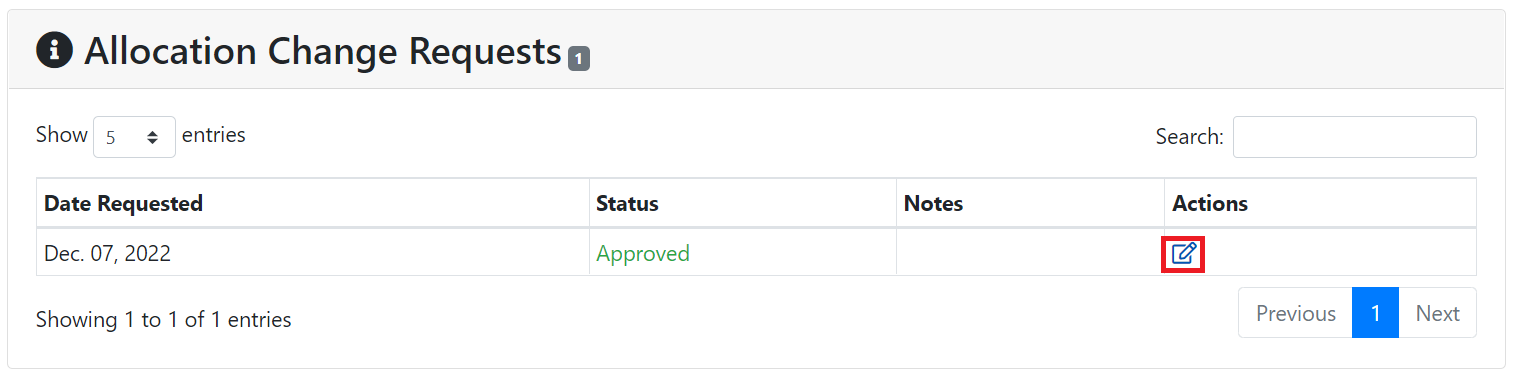 Allocation Change Requests 1
Show 5 entries Search:
Date Requested Status Notes Actions
Dec. 07, 2022 Approved
Showing 1 to 1 of 1 entries Previous 1 Next